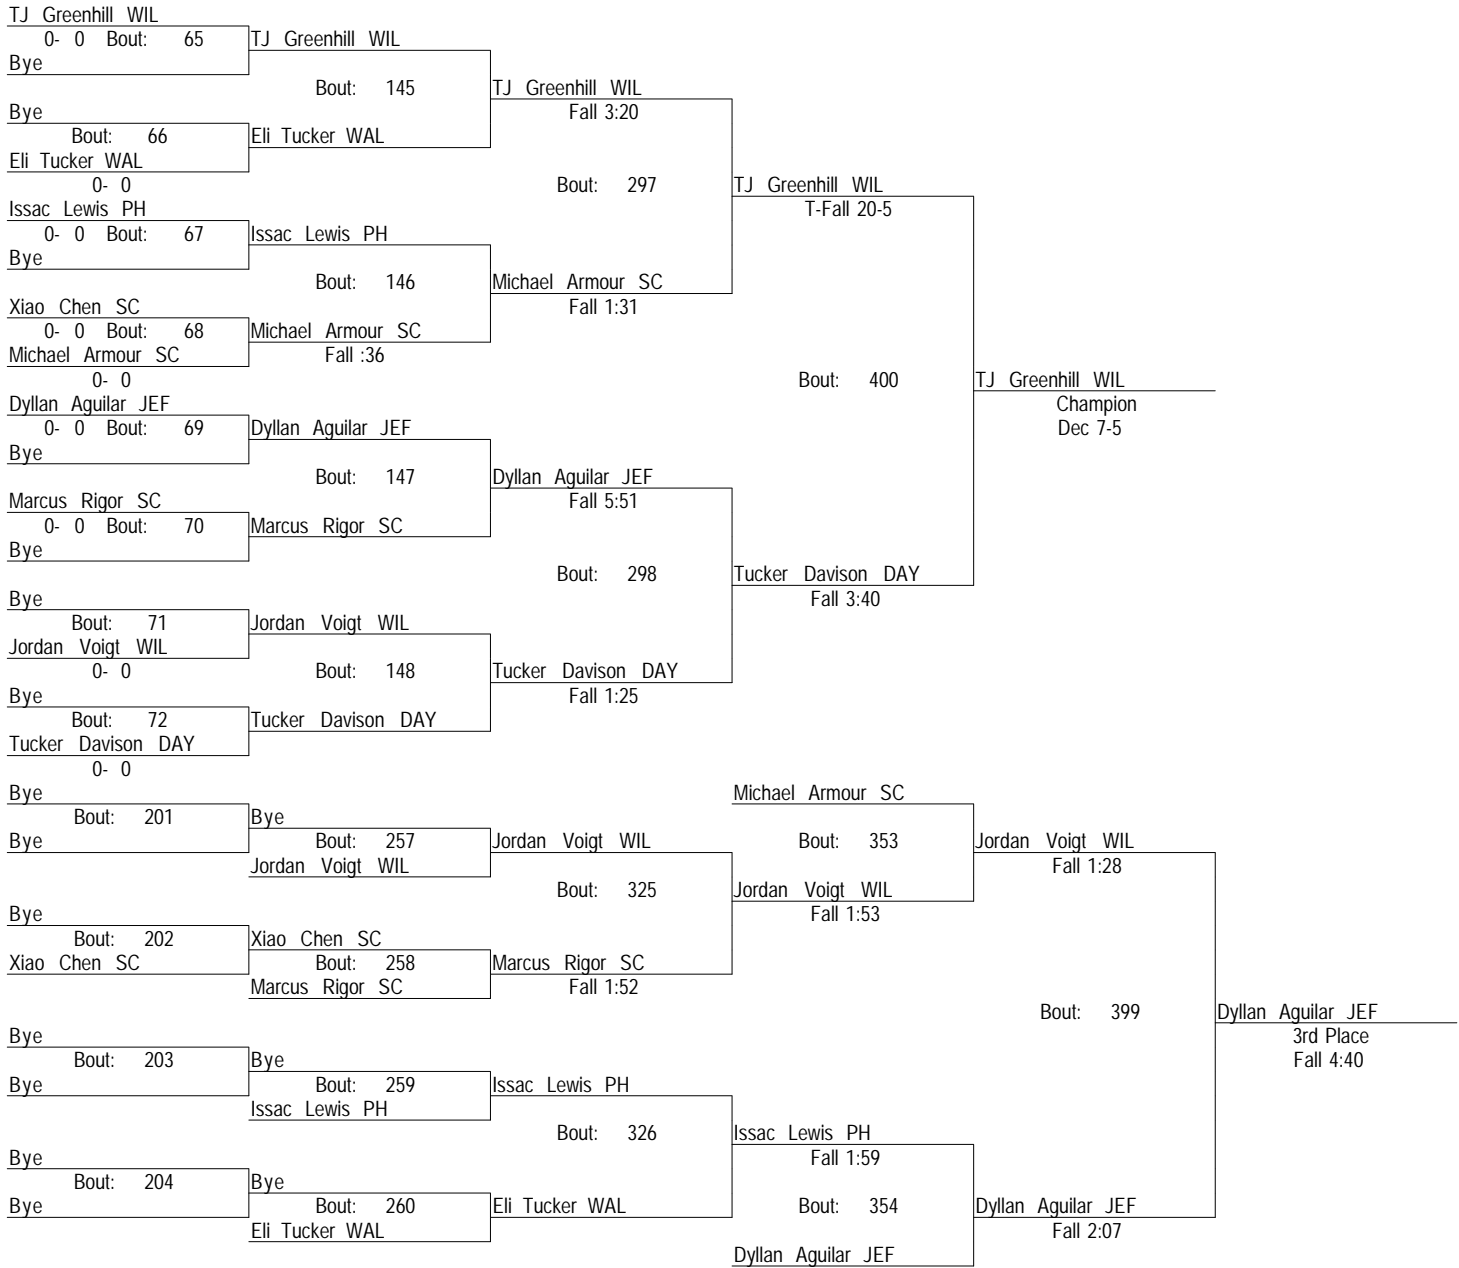 TJ Greenhill WIL
0- 0 Bout: 65 TJ Greenhill WIL
Bye
Bout: 145 TJ Greenhill WIL
Bye Fall 3:20
Bout: 66 Eli Tucker WAL
Eli Tucker WAL
0- 0 Bout: 297 TJ Greenhill WIL
Issac Lewis PH T-Fall 20-5
0- 0 Bout: 67 Issac Lewis PH
Bye
Bout: 146 Michael Armour SC
Xiao Chen SC Fall 1:31
0- 0 Bout: 68 Michael Armour SC
Michael Armour SC Fall :36
0- 0 Bout: 400 TJ Greenhill WIL
Dyllan Aguilar JEF Champion
0- 0 Bout: 69 Dyllan Aguilar JEF Dec 7-5
Bye
Bout: 147 Dyllan Aguilar JEF
Marcus Rigor SC Fall 5:51
0- 0 Bout: 70 Marcus Rigor SC
Bye
Bout: 298 Tucker Davison DAY
Bye Fall 3:40
Bout: 71 Jordan Voigt WIL
Jordan Voigt WIL
0- 0 Bout: 148 Tucker Davison DAY
Bye Fall 1:25
Bout: 72 Tucker Davison DAY
Tucker Davison DAY
0- 0
Bye Michael Armour SC
Bout: 201 Bye
Bye Bout: 257 Jordan Voigt WIL Bout: 353 Jordan Voigt WIL
Jordan Voigt WIL Fall 1:28
Bout: 325 Jordan Voigt WIL
Bye Fall 1:53
Bout: 202 Xiao Chen SC
Xiao Chen SC Bout: 258 Marcus Rigor SC
Marcus Rigor SC Fall 1:52
Bout: 399 Dyllan Aguilar JEF
Bye 3rd Place
Bout: 203 Bye Fall 4:40
Bye Bout: 259 Issac Lewis PH
Issac Lewis PH
Bout: 326 Issac Lewis PH
Bye Fall 1:59
Bout: 204 Bye
Bye Bout: 260 Eli Tucker WAL Bout: 354 Dyllan Aguilar JEF
Eli Tucker WAL Fall 2:07
Dyllan Aguilar JEF